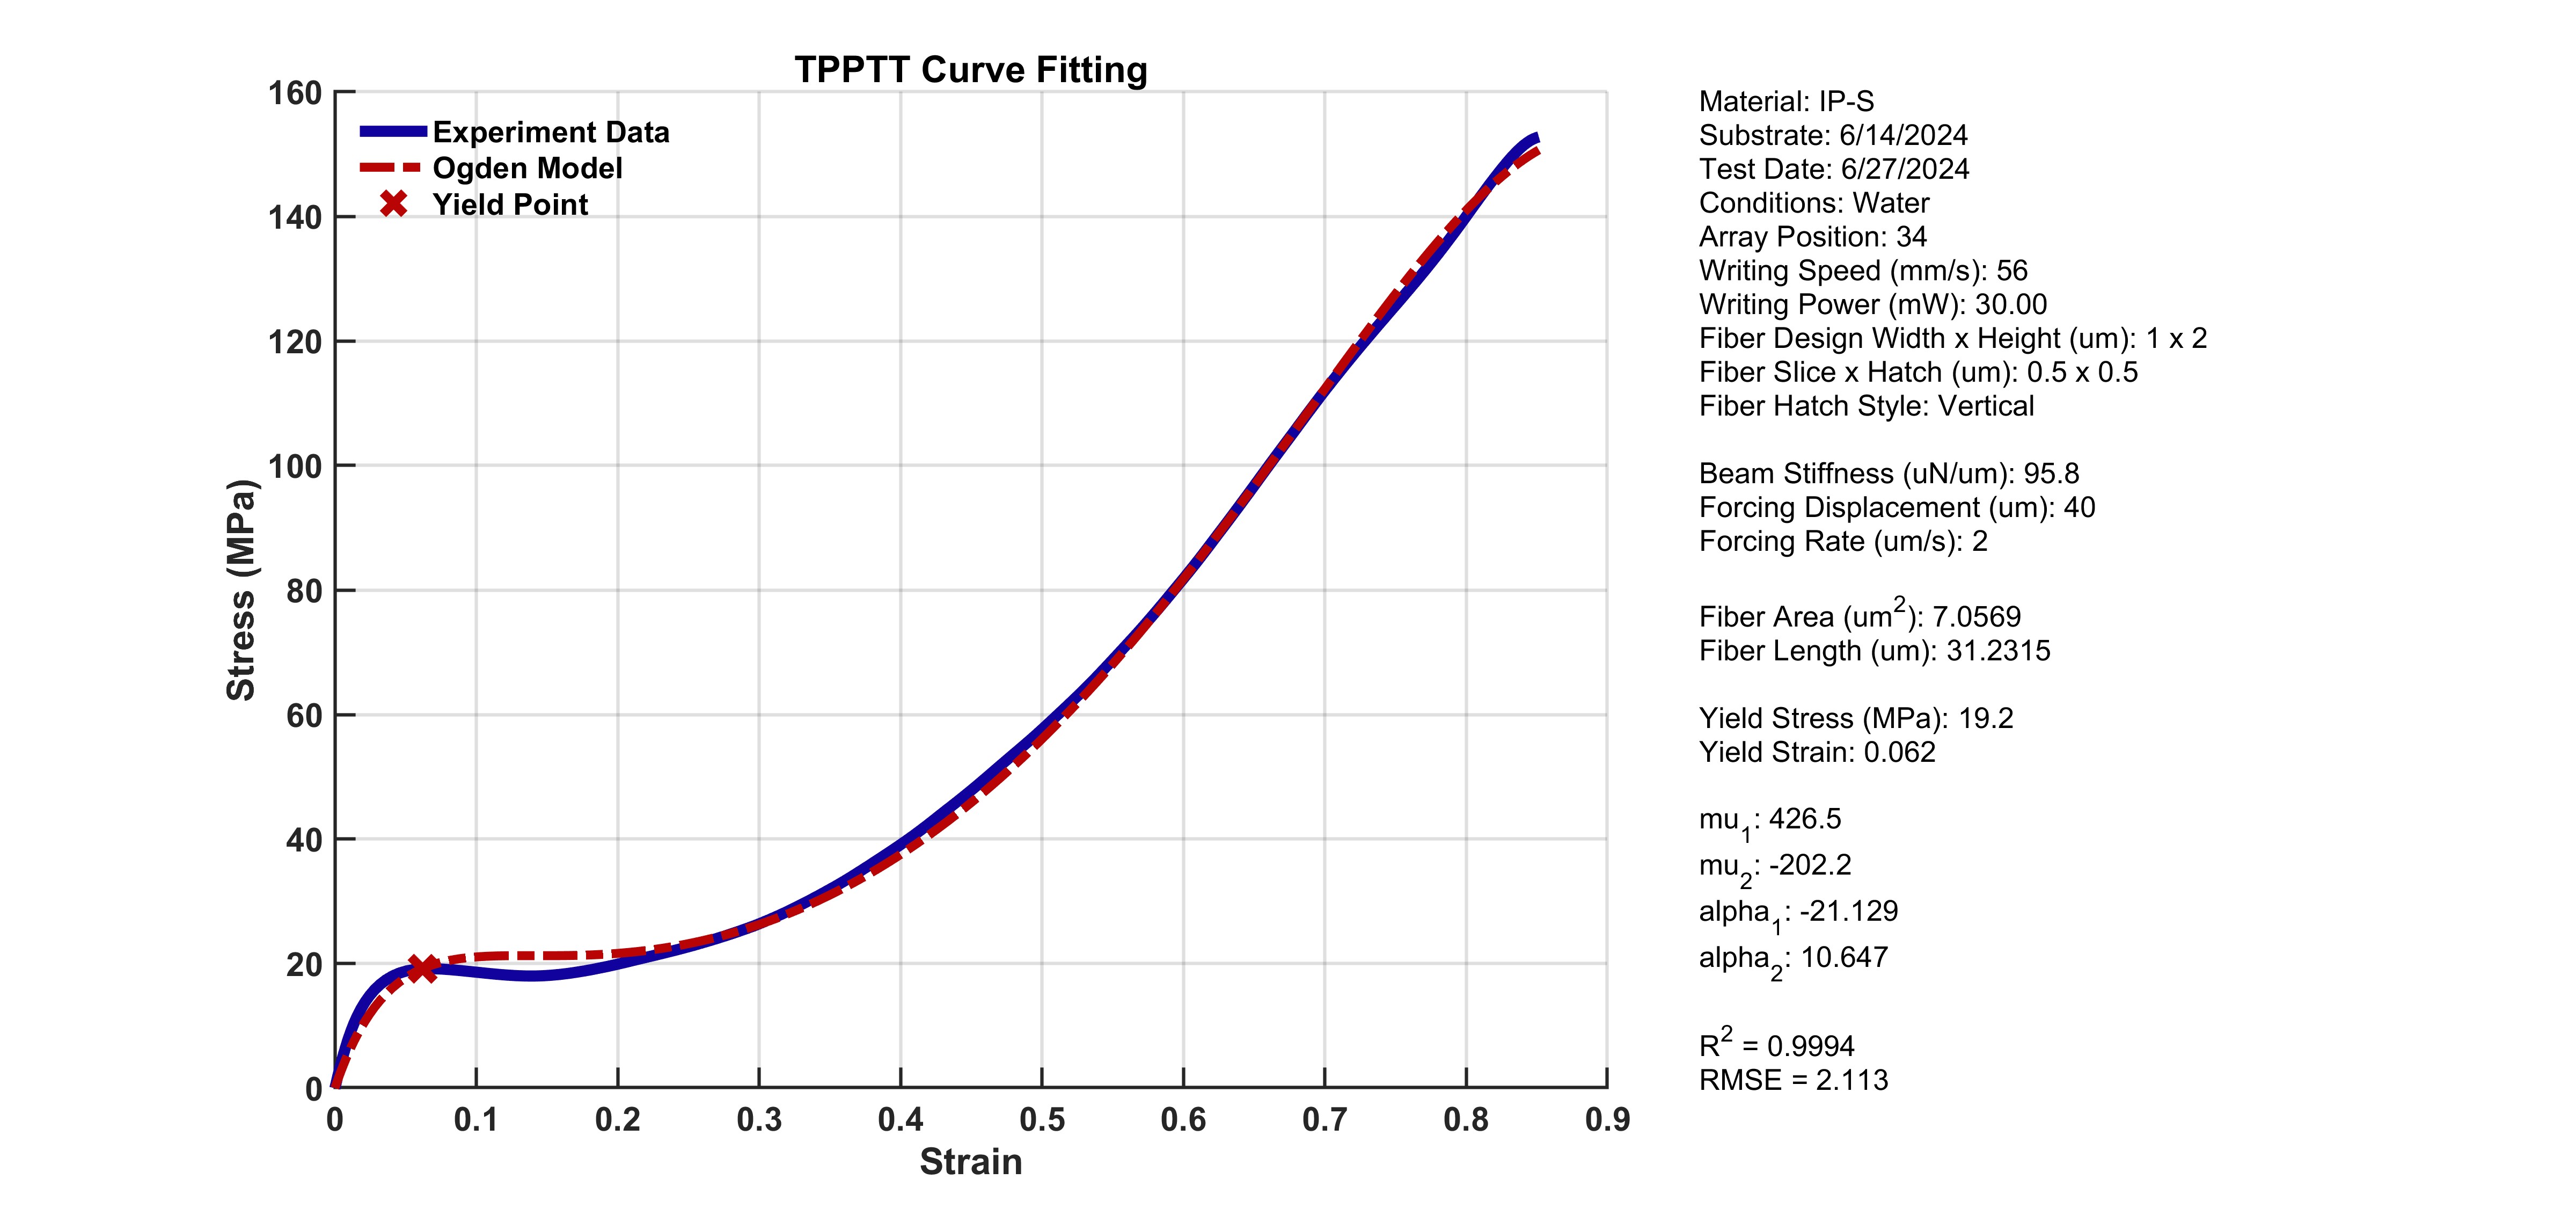 TPPTT Curve Fitting
160
140
120
100
80
60
40
20
0
Stress (MPa)
Experiment Data
Ogden Model
Yield Point
0 0.1 0.2 0.3 0.4 0.5 0.6 0.7 0.8 0.9
Strain
Material: IP-S
Substrate: 6/14/2024
Test Date: 6/27/2024
Conditions: Water
Array Position: 34
Writing Speed (mm/s): 56
Writing Power (mW): 30.00
Fiber Design Width x Height (um): 1 x 2
Fiber Slice x Hatch (um): 0.5 x 0.5
Fiber Hatch Style: Vertical
Beam Stiffness (uN/um): 95.8
Forcing Displacement (um): 40
Forcing Rate (um/s): 2
Fiber Area (um²): 7.0569
Fiber Length (um): 31.2315
Yield Stress (MPa): 19.2
Yield Strain: 0.062
mu₁: 426.5
mu₂: -202.2
alpha₁: -21.129
alpha₂: 10.647
R² = 0.9994
RMSE = 2.113